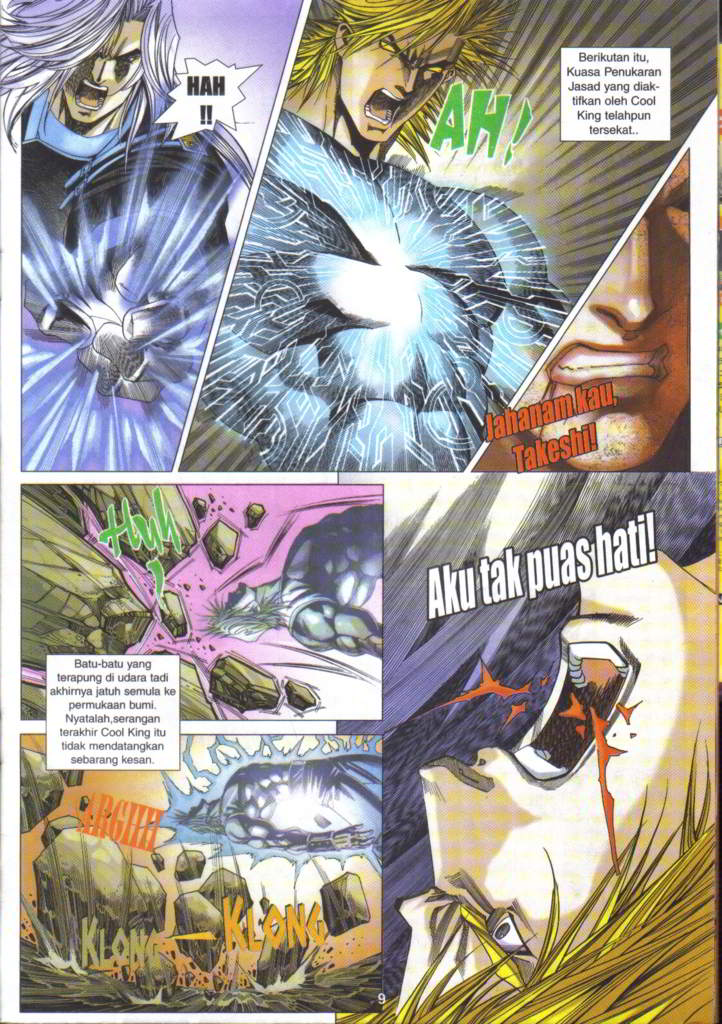 HAH
!!
AH!
Berikutan itu,
Kuasa Penukaran
Jasad yang diak-
tifkan oleh Cool
King telahpun
tersekat..
Jahanam kau,
Takeshi!
Huh
!
Aku tak puas hati!
Batu-batu yang
terapung di udara tadi
akhirnya jatuh semula ke
permukaan bumi.
Nyatalah,serangan
terakhir Cool King itu
tidak mendatangkan
sebarang kesan.
ARGHH
KLONG — KLONG
9